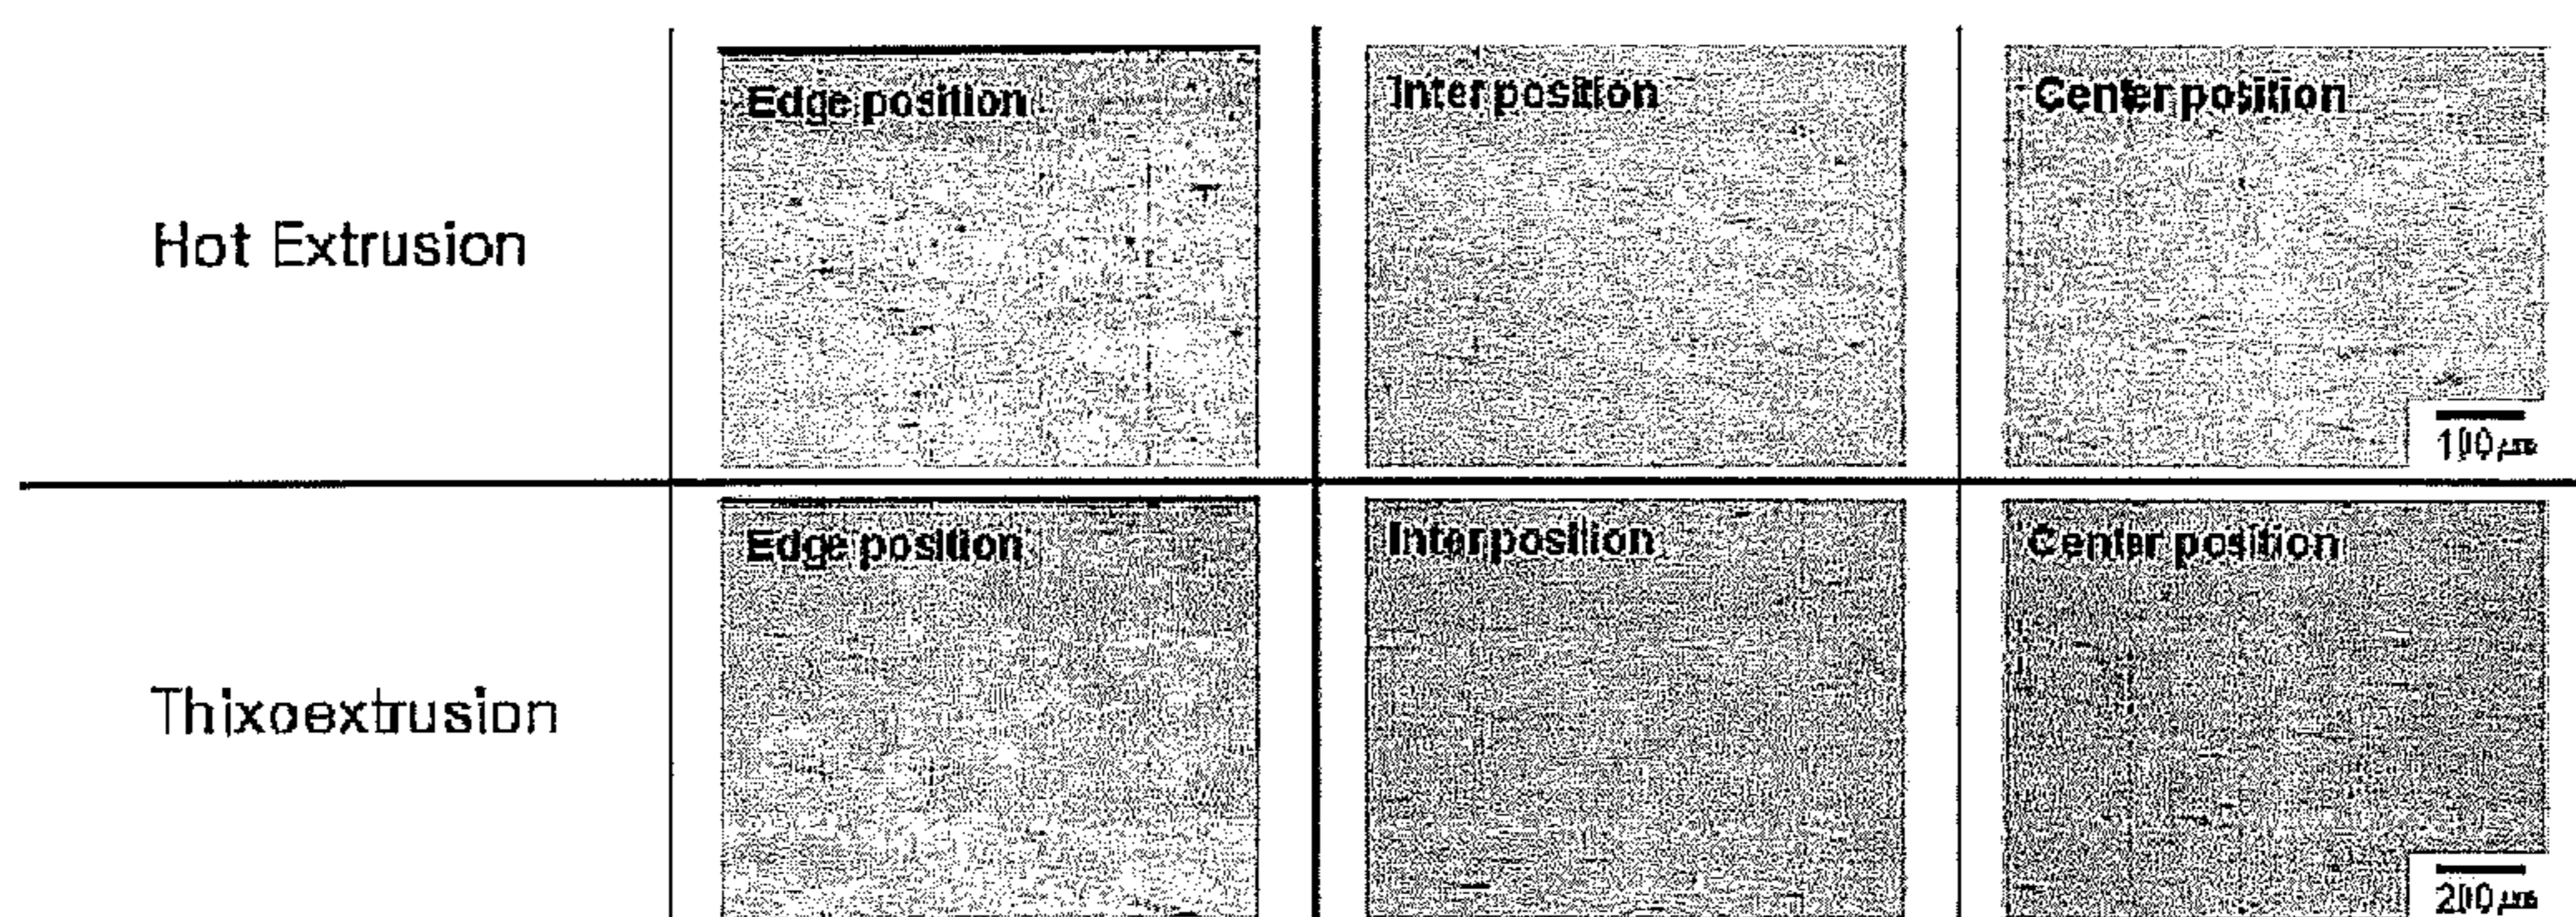 Edge position
Inter position
Center position
Hot Extrusion
100 μm
Edge position
Inter position
Center position
Thixoextrusion
200 μm